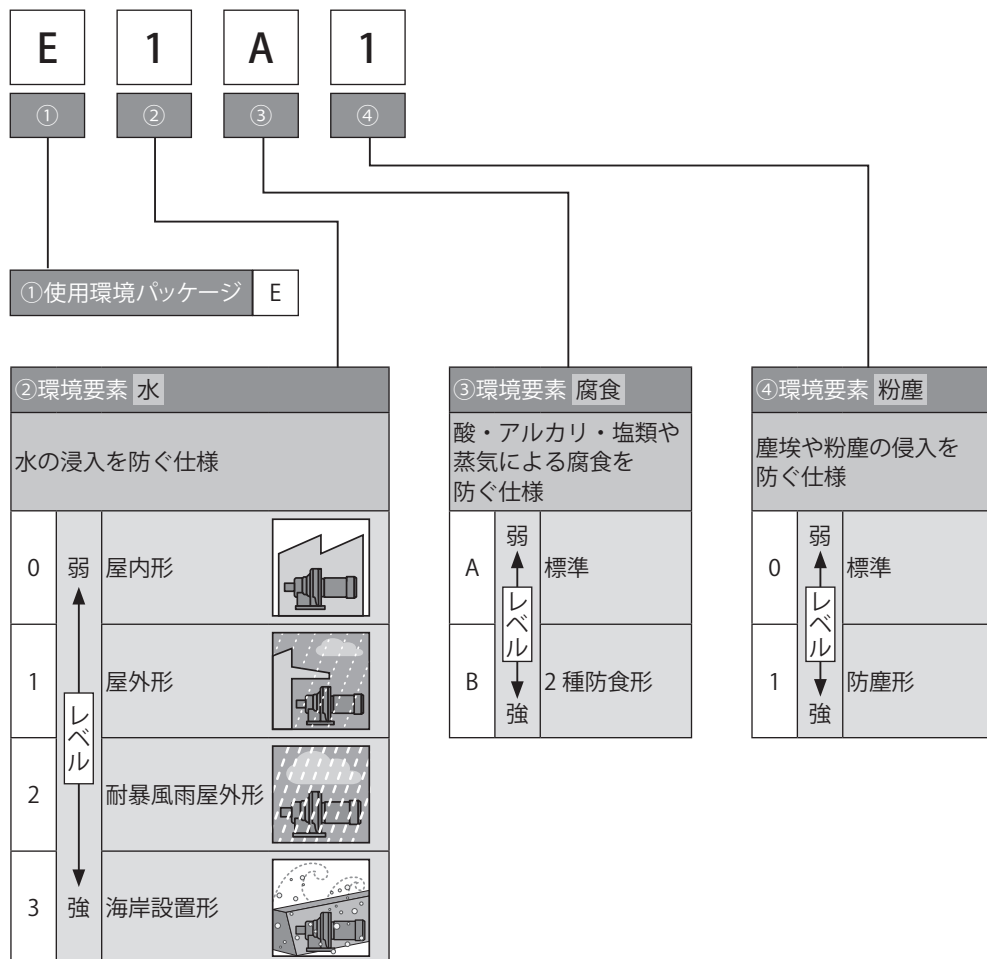 E 1 A 1
① ② ③ ④
①使用環境パッケージ E
②環境要素 水
水の浸入を防ぐ仕様
0 弱 屋内形
1 屋外形
レベル
2 耐暴風雨屋外形
3 強 海岸設置形
③環境要素 腐食
酸・アルカリ・塩類や
蒸気による腐食を
防ぐ仕様
弱
A 標準
レベル
B 2 種防食形
強
④環境要素 粉塵
塵埃や粉塵の侵入を
防ぐ仕様
弱
0 標準
レベル
1 防塵形
強